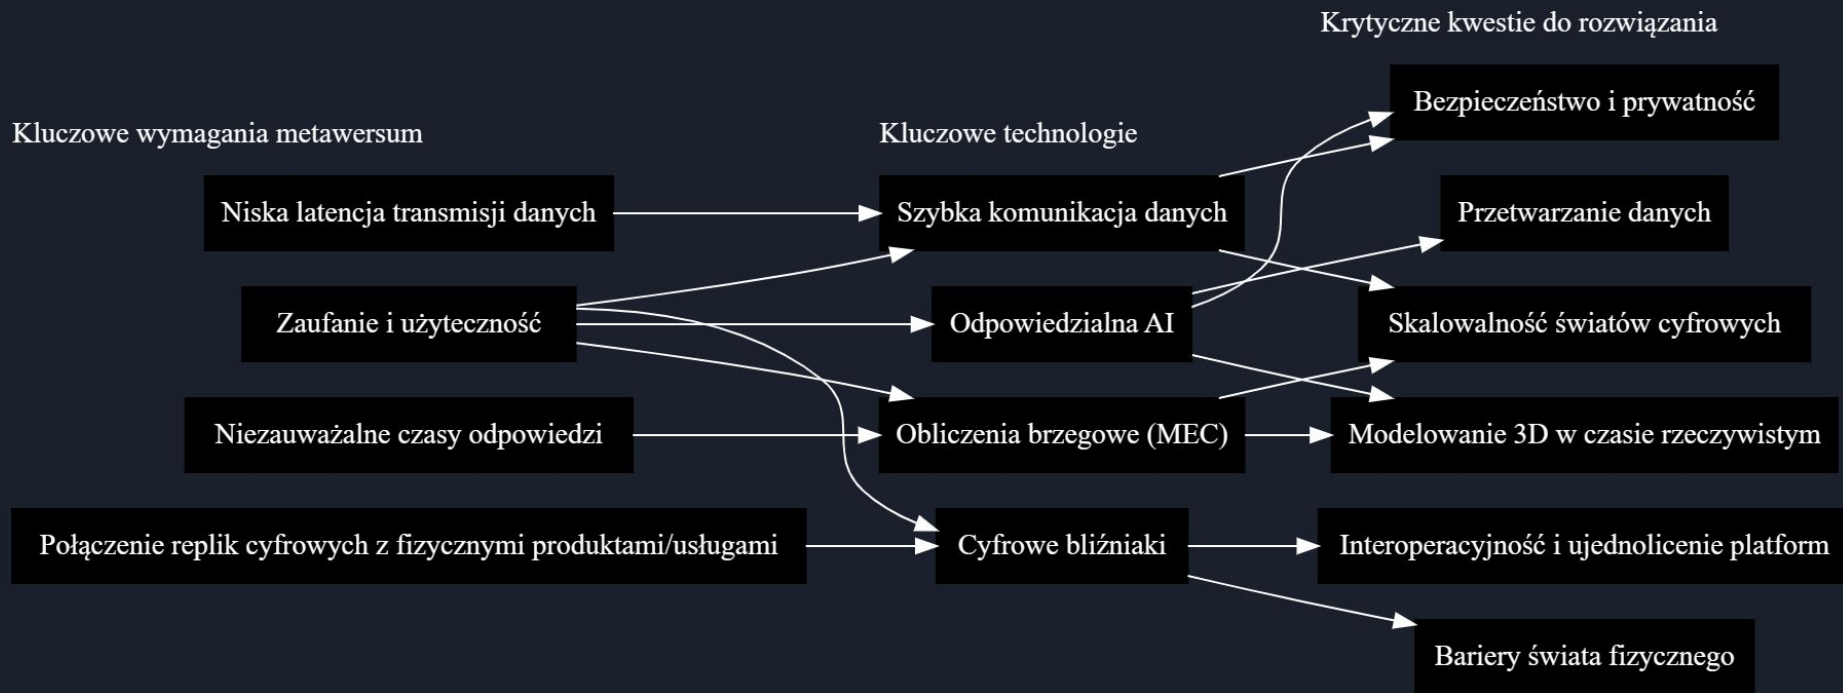 Kluczowe wymagania metawersum
Niska latencja transmisji danych
Zaufanie i użyteczność
Niezauważalne czasy odpowiedzi
Połączenie replik cyfrowych z fizycznymi produktami/usługami
Kluczowe technologie
Szybka komunikacja danych
Odpowiedzialna AI
Obliczenia brzegowe (MEC)
Cyfrowe bliźniaki
Krytyczne kwestie do rozwiązania
Bezpieczeństwo i prywatność
Przetwarzanie danych
Skalowalność światów cyfrowych
Modelowanie 3D w czasie rzeczywistym
Interoperacyjność i ujednolicenie platform
Bariery świata fizycznego